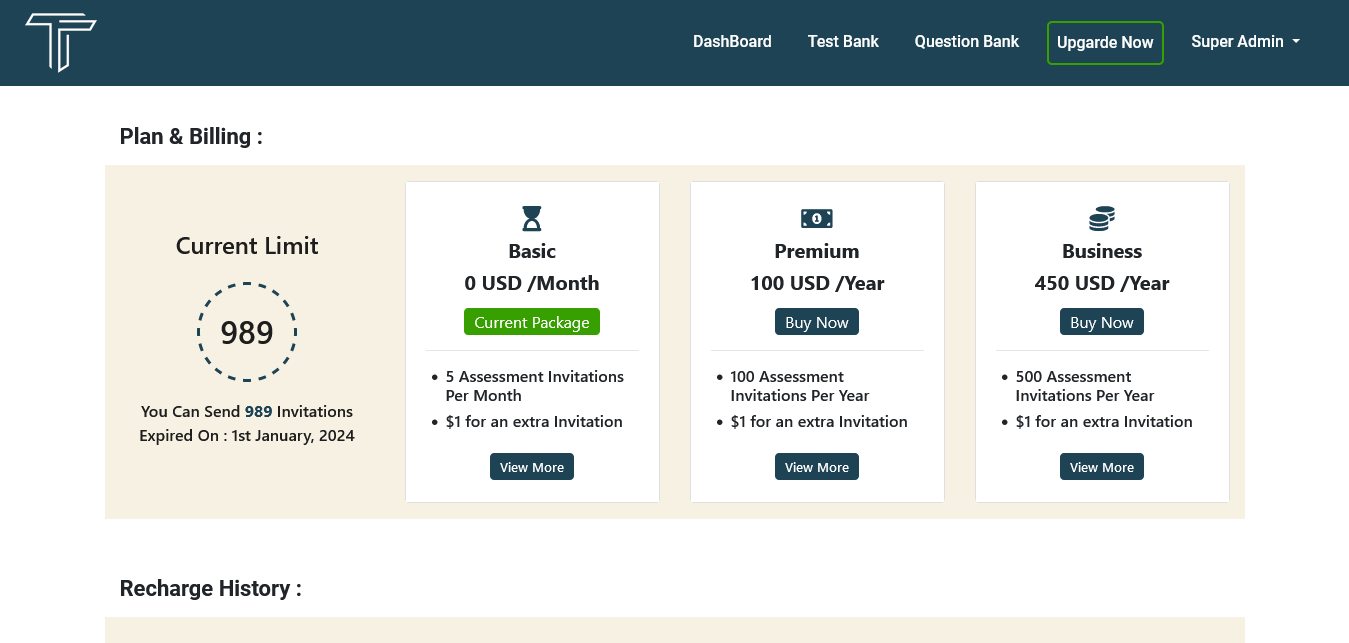 DashBoard Test Bank Question Bank Upgarde Now Super Admin
Plan & Billing :
Current Limit
989
You Can Send 989 Invitations
Expired On : 1st January, 2024
Basic
0 USD /Month
Current Package
• 5 Assessment Invitations
Per Month
• $1 for an extra Invitation
View More
1
Premium
100 USD /Year
Buy Now
• 100 Assessment
Invitations Per Year
• $1 for an extra Invitation
View More
Business
450 USD /Year
Buy Now
• 500 Assessment
Invitations Per Year
• $1 for an extra Invitation
View More
Recharge History :